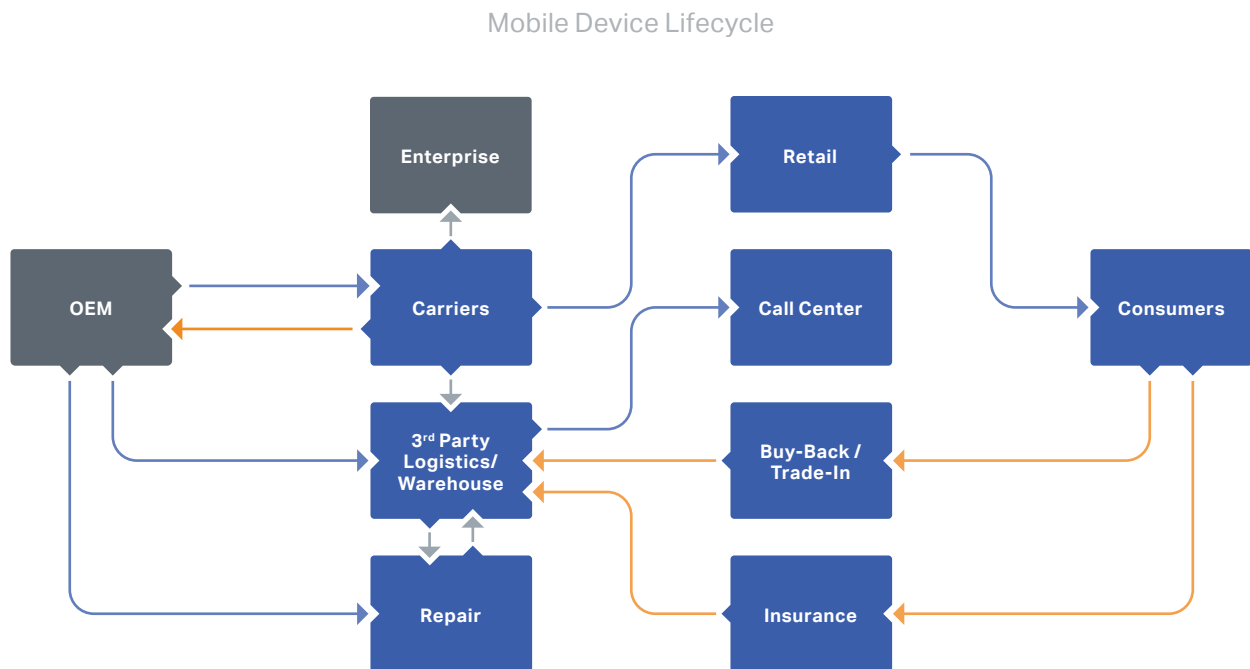 Mobile Device Lifecycle
Enterprise
Retail
OEM
Carriers
Call Center
Consumers
3rd Party
Logistics/
Warehouse
Buy-Back /
Trade-In
Repair
Insurance